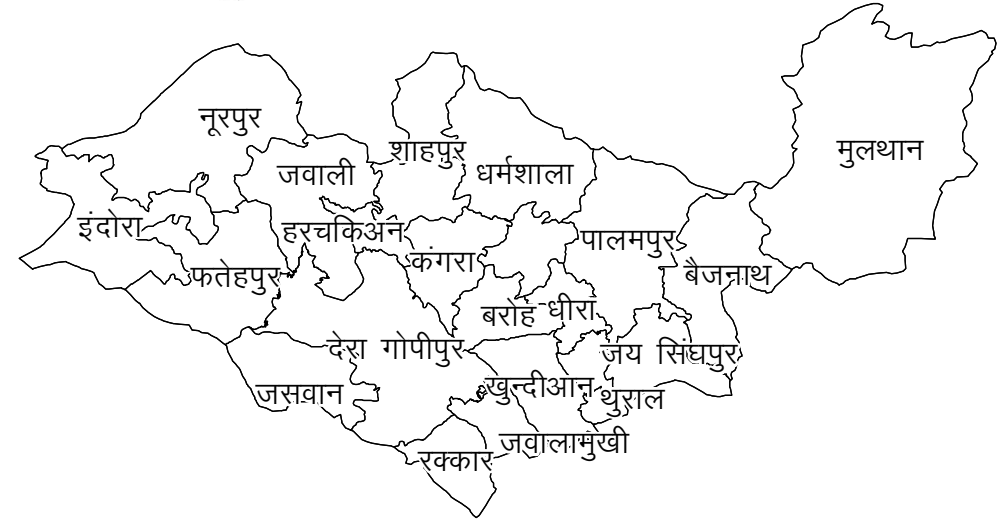 नूरपुर
शाहपुर
मुलथान
जवाली
धर्मशाला
इंदोरा
हरचकिअन
पालमपुर
कंगरा
फतेहपुर
बैजनाथ
बरोह
धीरा
देरा गोपीपुर
जय सिंघपुर
जसवान
खुन्दीआन
थुराल
जवालामुखी
रक्कार